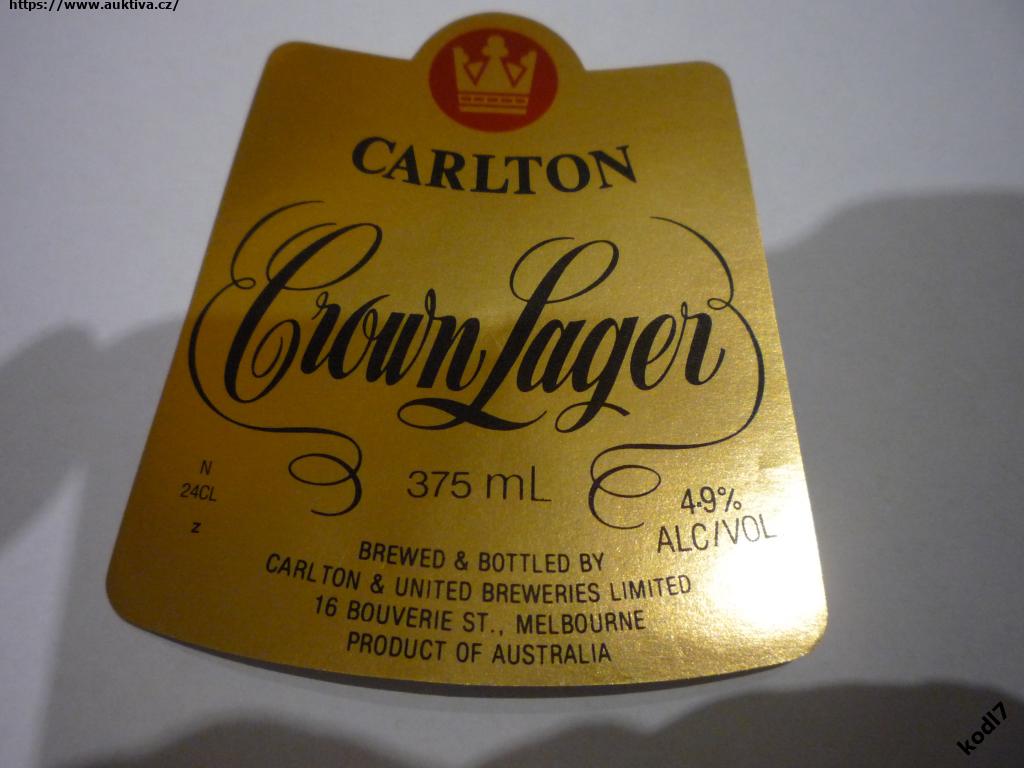 https://www.auktiva.cz/
CARLTON
Crown Lager
375 mL
N
24CL
z
4.9%
ALC/VOL
BREWED & BOTTLED BY
CARLTON & UNITED BREWERIES LIMITED
16 BOUVERIE ST., MELBOURNE
PRODUCT OF AUSTRALIA
kodl7